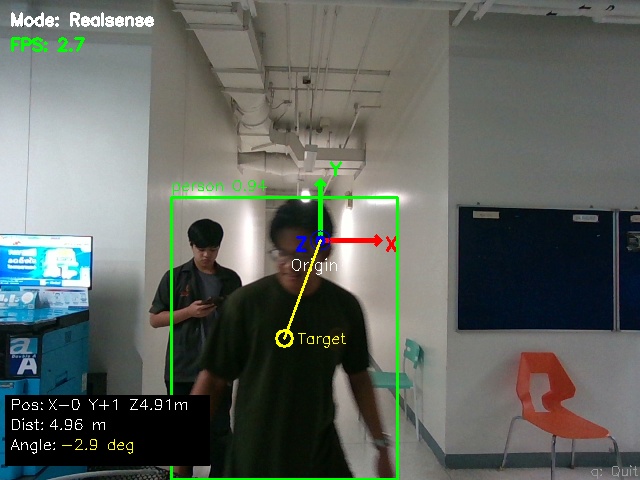 Mode: Realsense
FPS: 2.7
person 0.94
Y
Z
X
Origin
Target
a
Double A
A
Pos: X-0 Y+1 Z4.91m
Dist: 4.96 m
Angle: -2.9 deg
q: Quit